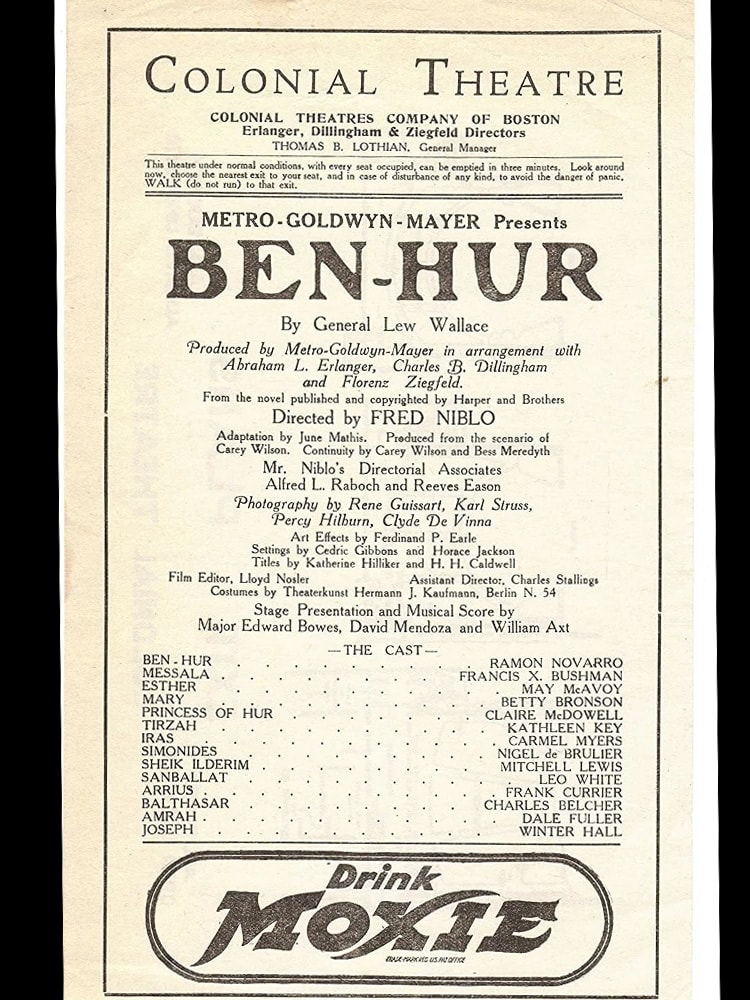 COLONIAL THEATRE
COLONIAL THEATRES COMPANY OF BOSTON
Erlanger, Dillingham & Ziegfeld Directors
THOMAS B. LOTHIAN, General Manager
This theatre under normal conditions, with every seat occupied, can be emptied in three minutes. Look around
now, choose the nearest exit to your seat, and in case of disturbance of any kind, to avoid the danger of panic,
WALK (do not run) to that exit.
METRO-GOLDWYN-MAYER Presents
BEN-HUR
By General Lew Wallace
Produced by Metro-Goldwyn-Mayer in arrangement with
Abraham L. Erlanger, Charles B. Dillingham
and Florenz Ziegfeld.
From the novel published and copyrighted by Harper and Brothers
Directed by FRED NIBLO
Adaptation by June Mathis. Produced from the scenario of
Carey Wilson. Continuity by Carey Wilson and Bess Meredyth
Mr. Niblo's Directorial Associates
Alfred L. Raboch and Reeves Eason
Photography by Rene Guissart, Karl Struss,
Percy Hilburn, Clyde De Vinna
Art Effects by Ferdinand P. Earle
Settings by Cedric Gibbons and Horace Jackson
Titles by Katherine Hilliker and H. H. Caldwell
Film Editor, Lloyd Nosler Assistant Director, Charles Stallings
Costumes by Theaterkunst Hermann J. Kaufmann, Berlin N. 54
Stage Presentation and Musical Score by
Major Edward Bowes, David Mendoza and William Axt
—THE CAST—
BEN-HUR . . . . . . . . . RAMON NOVARRO
MESSALA . . . . . . . . . FRANCIS X. BUSHMAN
ESTHER . . . . . . . . . MAY McAVOY
MARY . . . . . . . . . BETTY BRONSON
PRINCESS OF HUR . . . . . . . CLAIRE McDOWELL
TIRZAH . . . . . . . . . KATHLEEN KEY
IRAS . . . . . . . . . CARMEL MYERS
SIMONIDES . . . . . . . . NIGEL de BRULIER
SHEIK ILDERIM . . . . . . . . MITCHELL LEWIS
SANBALLAT . . . . . . . . . LEO WHITE
ARRIUS . . . . . . . . . FRANK CURRIER
BALTHASAR . . . . . . . . CHARLES BELCHER
AMRAH . . . . . . . . . DALE FULLER
JOSEPH . . . . . . . . . WINTER HALL
Drink
MOXIE
TRADE-MARK REG. U.S. PAT OFFICE